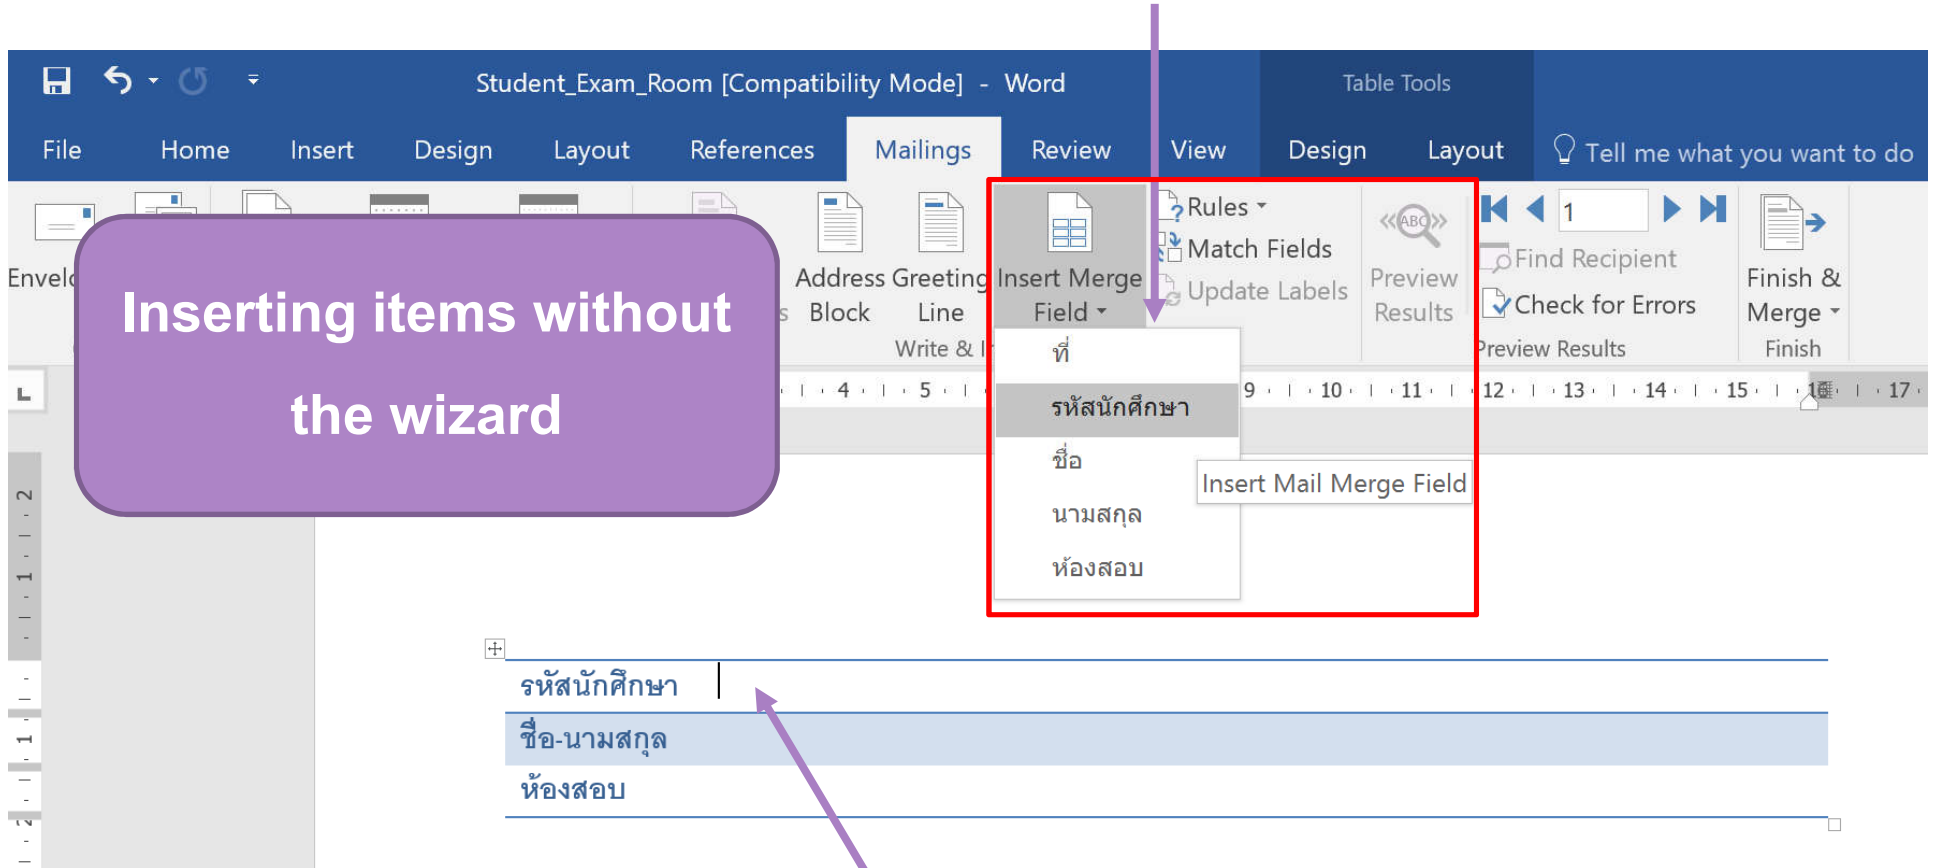 Student_Exam_Room [Compatibility Mode] - Word
Table Tools
File Home Insert Design Layout References Mailings Review View Design Layout Tell me what you want to do
Rules
Match Fields
Update Labels
Address Block
Greeting Line
Insert Merge Field
«ABC»
Preview Results
1
Find Recipient
Check for Errors
Finish & Merge
Write &
Preview Results
Finish
Inserting items without
the wizard
4 5 9 10 11 12 13 14 15 16 17
ที่
รหัสนักศึกษา
ชื่อ
นามสกุล
ห้องสอบ
Insert Mail Merge Field
2
1
1
2
รหัสนักศึกษา
ชื่อ-นามสกุล
ห้องสอบ